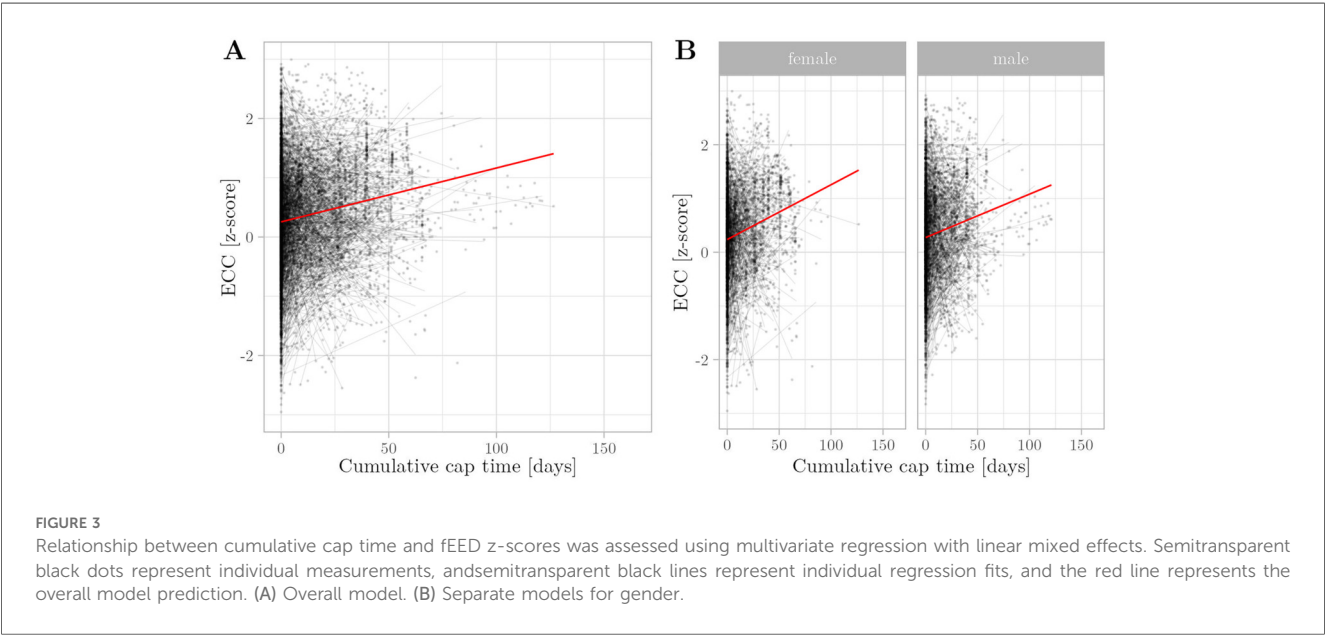 A
ECC [z-score]
2
0
-2
0
50
100
150
Cumulative cap time [days]
B
female
male
ECC [z-score]
2
0
-2
0
50
100
150
0
50
100
150
Cumulative cap time [days]
FIGURE 3
Relationship between cumulative cap time and fEED z-scores was assessed using multivariate regression with linear mixed effects. Semitransparent
black dots represent individual measurements, andsemitransparent black lines represent individual regression fits, and the red line represents the
overall model prediction. (A) Overall model. (B) Separate models for gender.